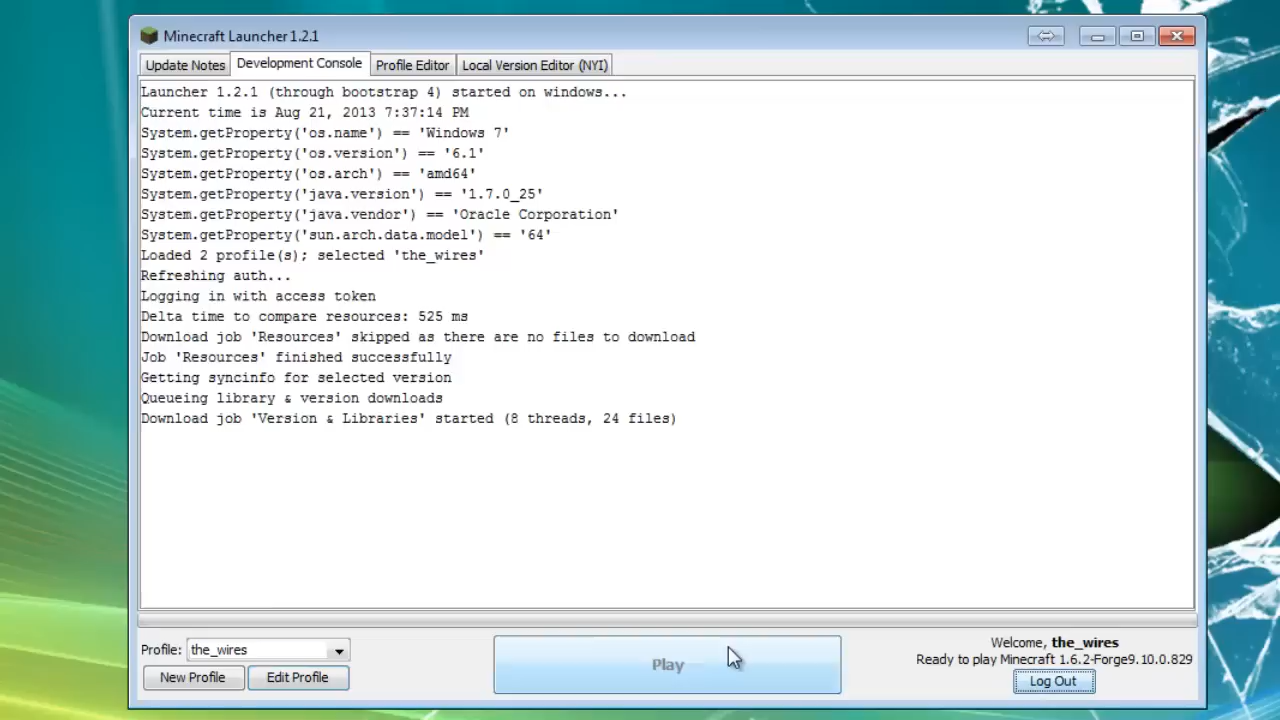 Minecraft Launcher 1.2.1
Update Notes Development Console Profile Editor Local Version Editor (NYI)
Launcher 1.2.1 (through bootstrap 4) started on windows...
Current time is Aug 21, 2013 7:37:14 PM
System.getProperty('os.name') == 'Windows 7'
System.getProperty('os.version') == '6.1'
System.getProperty('os.arch') == 'amd64'
System.getProperty('java.version') == '1.7.0_25'
System.getProperty('java.vendor') == 'Oracle Corporation'
System.getProperty('sun.arch.data.model') == '64'
Loaded 2 profile(s); selected 'the_wires'
Refreshing auth...
Logging in with access token
Delta time to compare resources: 525 ms
Download job 'Resources' skipped as there are no files to download
Job 'Resources' finished successfully
Getting syncinfo for selected version
Queueing library & version downloads
Download job 'Version & Libraries' started (8 threads, 24 files)
Profile: the_wires
New Profile Edit Profile
Play
Welcome, the_wires
Ready to play Minecraft 1.6.2-Forge9.10.0.829
Log Out